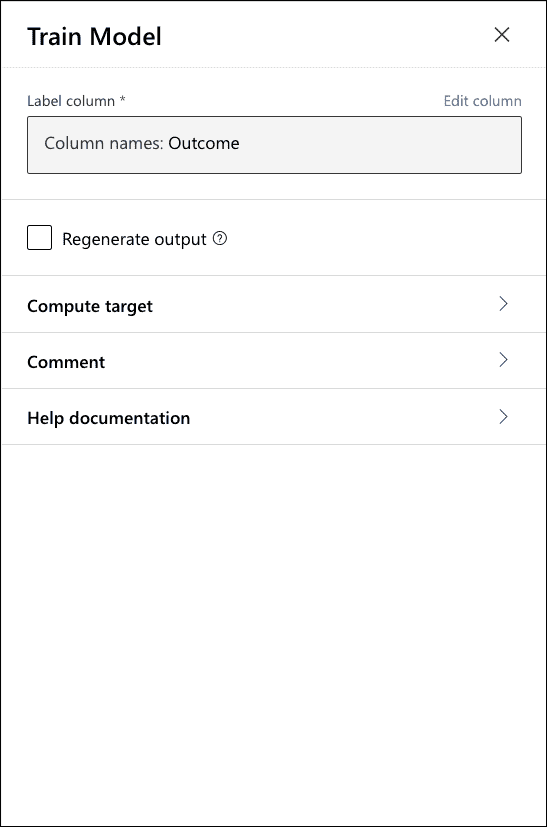 Train Model
Label column * Edit column
Column names: Outcome
Regenerate output
Compute target
Comment
Help documentation